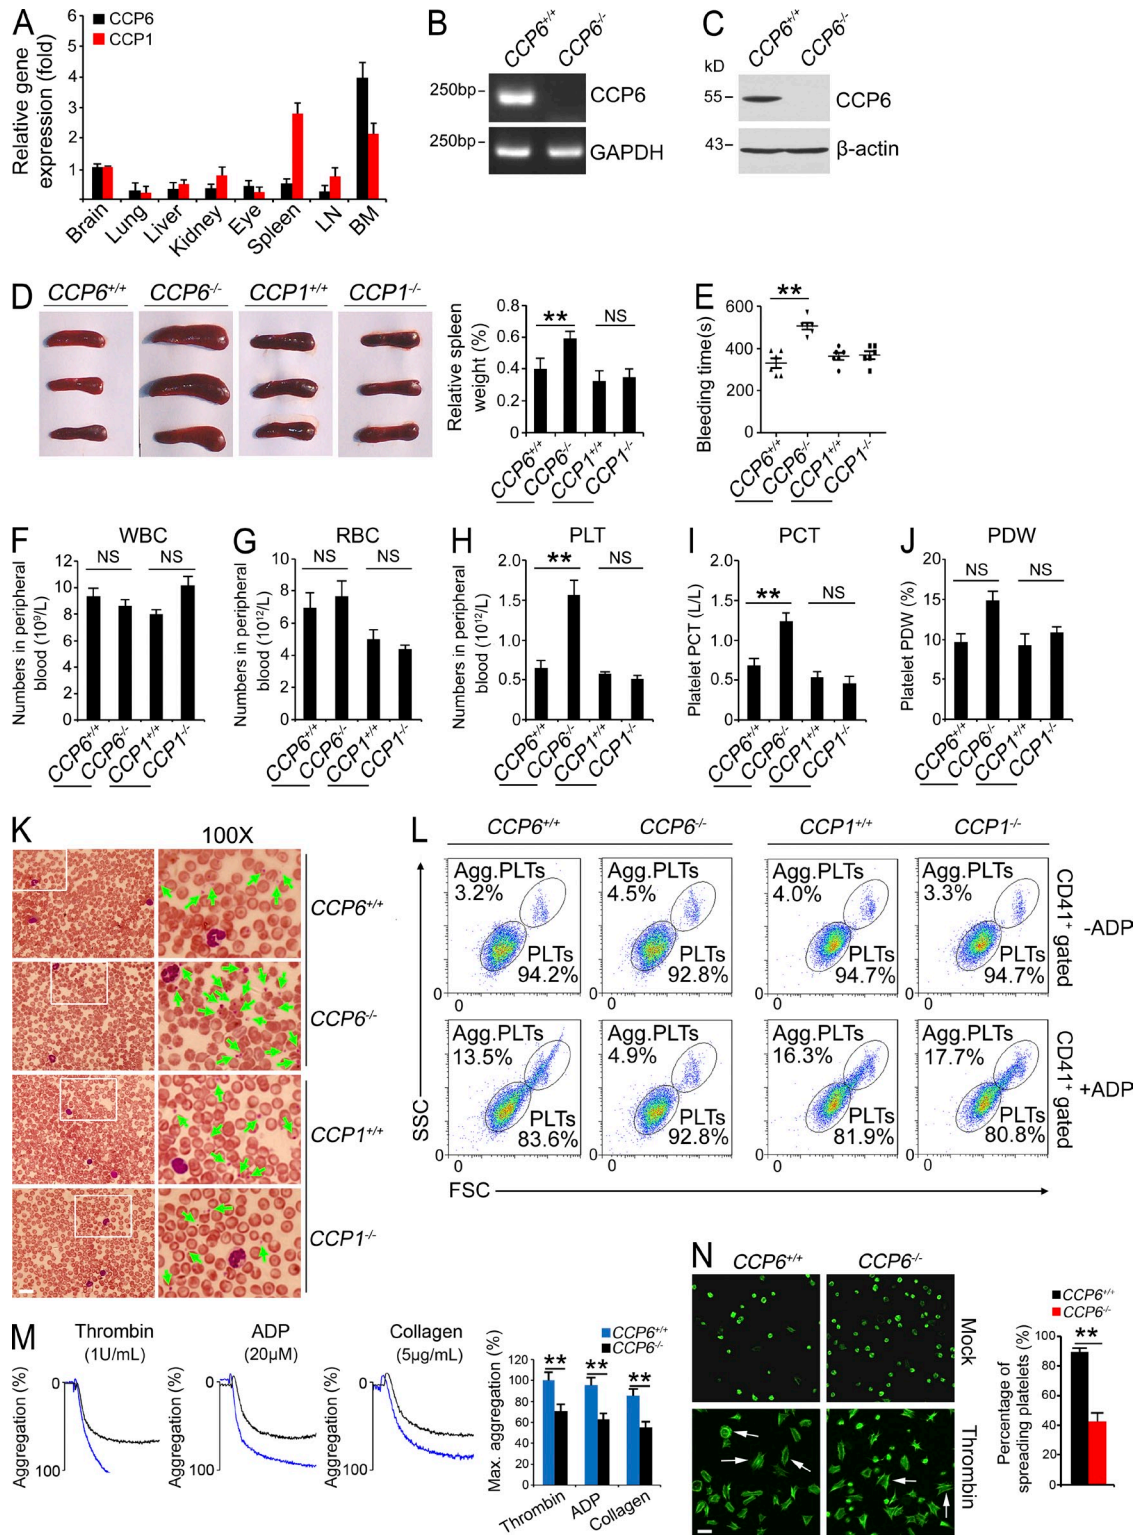 A
Relative gene
expression (fold)
6
5
4
3
2
1
CCP6
CCP1
Brain
Lung
Liver
Kidney
Eye
Spleen
LN
BM
B
CCP6+/+
CCP6-/-
250bp
CCP6
250bp
GAPDH
C
CCP6+/+
CCP6-/-
kD
55
CCP6
43
β-actin
D
CCP6+/+
CCP6-/-
CCP1+/+
CCP1-/-
Relative spleen
weight (%)
0.8
0.6
0.4
0.2
0
**
NS
CCP6+/+
CCP6-/-
CCP1+/+
CCP1-/-
E
Bleeding time(s)
600
400
200
0
**
CCP6+/+
CCP6-/-
CCP1+/+
CCP1-/-
F
WBC
Numbers in peripheral
blood (10⁹/L)
12
10
8
6
4
2
0
NS
NS
CCP6+/+
CCP6-/-
CCP1+/+
CCP1-/-
G
RBC
Numbers in peripheral
blood (10¹²/L)
10
8
6
4
2
0
NS
NS
CCP6+/+
CCP6-/-
CCP1+/+
CCP1-/-
H
PLT
Numbers in peripheral
blood (10¹²/L)
2.0
1.5
1.0
0.5
0
**
NS
CCP6+/+
CCP6-/-
CCP1+/+
CCP1-/-
I
PCT
Platelet PCT (L/L)
2.0
1.5
1.0
0.5
0
**
NS
CCP6+/+
CCP6-/-
CCP1+/+
CCP1-/-
J
PDW
Platelet PDW (%)
20
15
10
5
0
NS
NS
CCP6+/+
CCP6-/-
CCP1+/+
CCP1-/-
K
100X
CCP6+/+
CCP6-/-
CCP1+/+
CCP1-/-
L
CCP6+/+
CCP6-/-
CCP1+/+
CCP1-/-
Agg.PLTs
3.2%
PLTs
94.2%
0
0
Agg.PLTs
4.5%
PLTs
92.8%
0
0
Agg.PLTs
4.0%
PLTs
94.7%
0
0
Agg.PLTs
3.3%
PLTs
94.7%
0
0
CD41+ gated
-ADP
Agg.PLTs
13.5%
PLTs
83.6%
0
0
Agg.PLTs
4.9%
PLTs
92.8%
0
0
Agg.PLTs
16.3%
PLTs
81.9%
0
0
Agg.PLTs
17.7%
PLTs
80.8%
0
0
CD41+ gated
+ADP
SSC
FSC
M
Thrombin
(1U/mL)
Aggregation (%)
0
100
ADP
(20μM)
Aggregation (%)
0
100
Collagen
(5μg/mL)
Aggregation (%)
0
100
CCP6+/+
CCP6-/-
Max. aggregation (%)
120
100
80
60
40
20
0
**
**
**
Thrombin
ADP
Collagen
N
CCP6+/+
CCP6-/-
Mock
Thrombin
CCP6+/+
CCP6-/-
Percentage of
spreading platelets (%)
100
80
60
40
20
0
**